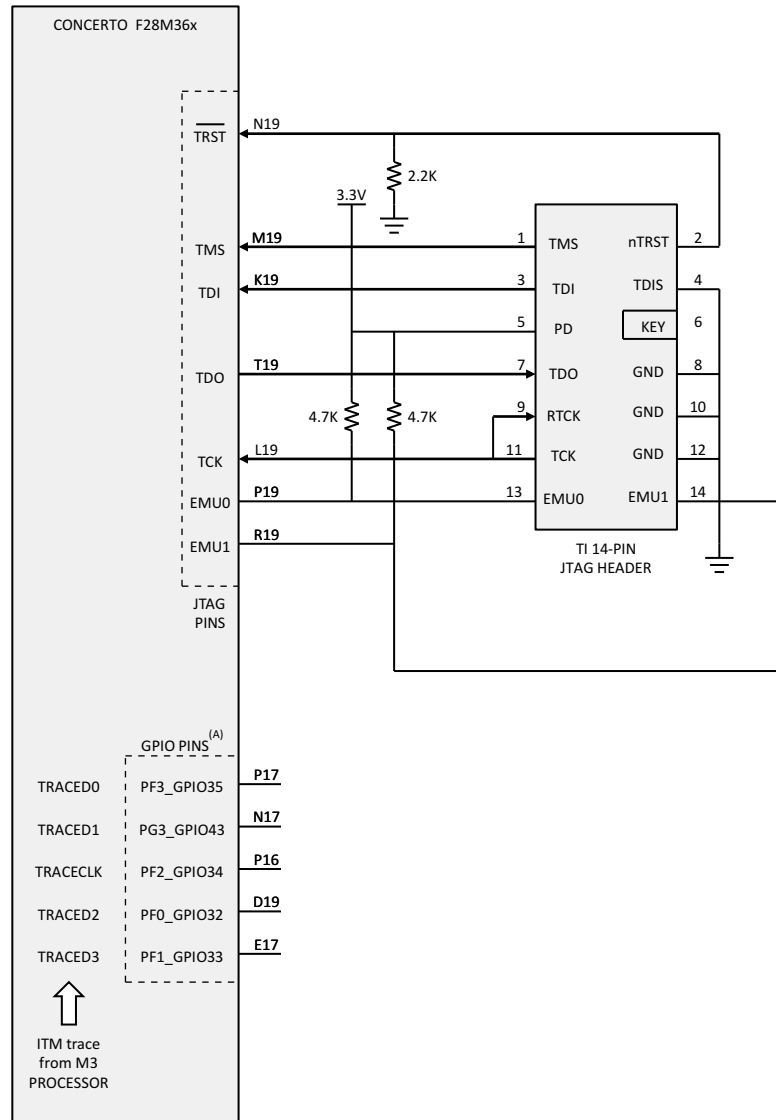 CONCERTO F28M36x
TRST N19
2.2K
3.3V
TMS M19 1 TMS nTRST 2
TDI K19 3 TDI TDIS 4
5 PD KEY 6
TDO T19 7 TDO GND 8
4.7K 4.7K 9 RTCK GND 10
TCK L19 11 TCK GND 12
EMU0 P19 13 EMU0 EMU1 14
EMU1 R19
TI 14-PIN
JTAG HEADER
JTAG
PINS
GPIO PINS(A)
TRACED0 PF3_GPIO35 P17
TRACED1 PG3_GPIO43 N17
TRACECLK PF2_GPIO34 P16
TRACED2 PF0_GPIO32 D19
TRACED3 PF1_GPIO33 E17
ITM trace
from M3
PROCESSOR